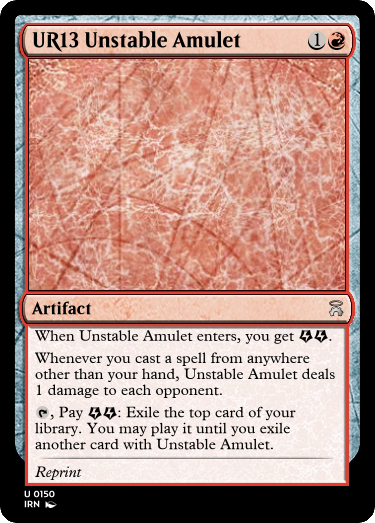 UR13 Unstable Amulet 1
Artifact
When Unstable Amulet enters, you get
.
Whenever you cast a spell from anywhere
other than your hand, Unstable Amulet deals
1 damage to each opponent.
, Pay : Exile the top card of your
library. You may play it until you exile
another card with Unstable Amulet.
Reprint
U 0150
IRN